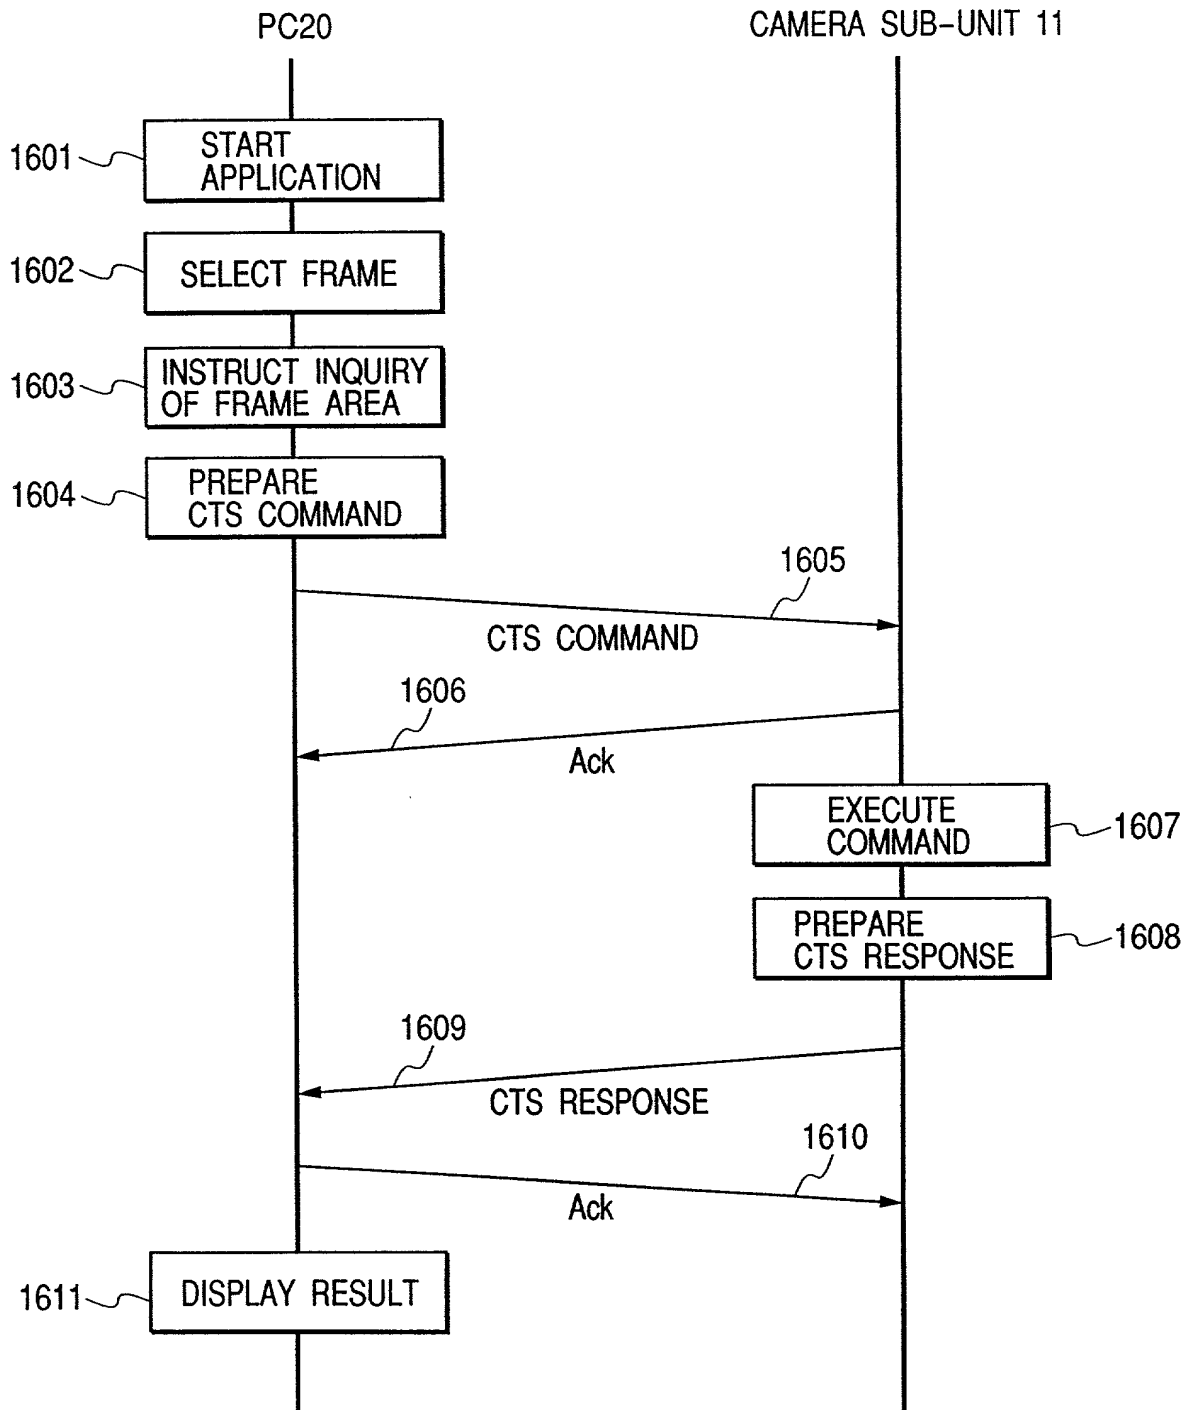 PC20
CAMERA SUB-UNIT 11
1601
START
APPLICATION
1602
SELECT FRAME
1603
INSTRUCT INQUIRY
OF FRAME AREA
1604
PREPARE
CTS COMMAND
1605
CTS COMMAND
1606
Ack
EXECUTE
COMMAND
1607
PREPARE
CTS RESPONSE
1608
1609
CTS RESPONSE
1610
Ack
1611
DISPLAY RESULT